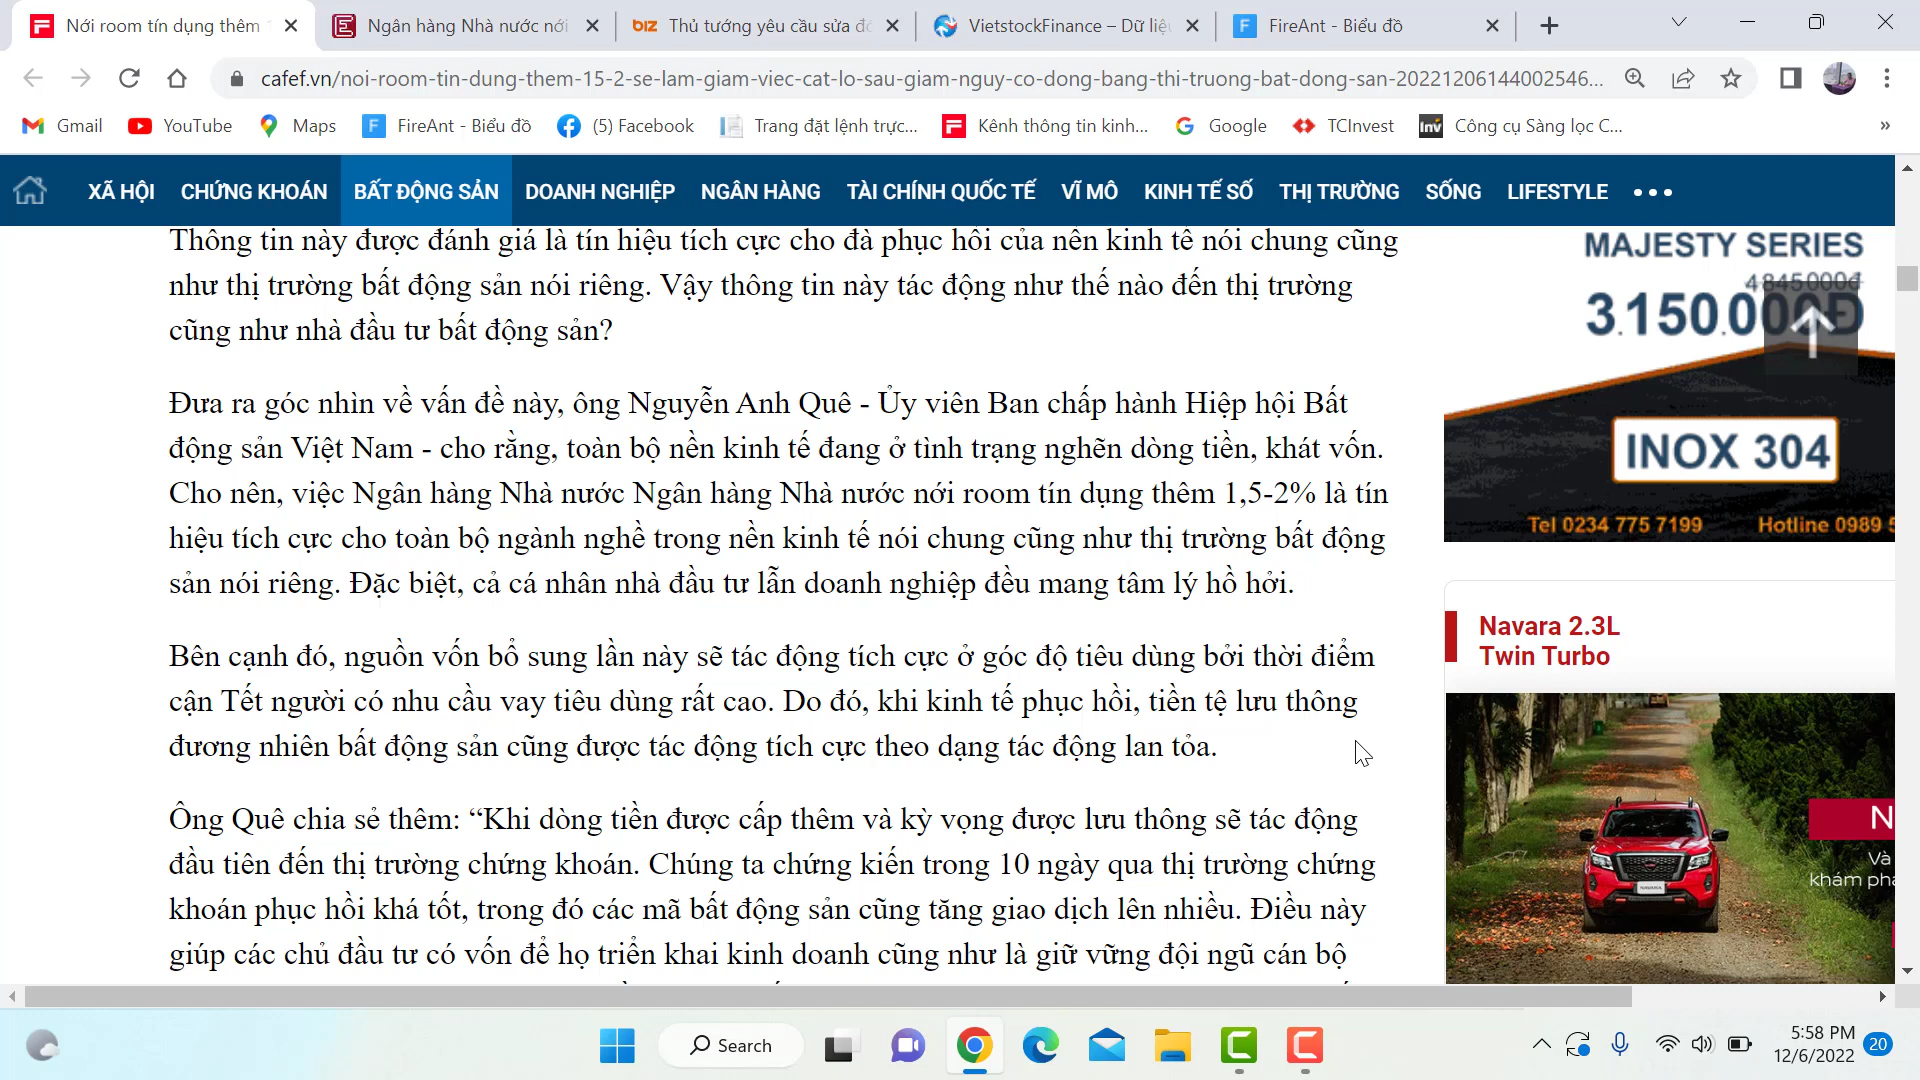 Nới room tín dụng thêm
Ngân hàng Nhà nước nới
biz
Thủ tướng yêu cầu sửa
VietstockFinance – Dữ
FireAnt - Biểu đồ
cafef.vn/noi-room-tin-dung-them-15-2-se-lam-giam-viec-cat-lo-sau-giam-nguy-co-dong-bang-thi-truong-bat-dong-san-20221206144002546...
Gmail
YouTube
Maps
FireAnt - Biểu đồ
(5) Facebook
Trang đặt lệnh trực...
Kênh thông tin kinh...
Google
TCInvest
Inv
Công cụ Sàng lọc C...
»
XÃ HỘI
CHỨNG KHOÁN
BẤT ĐỘNG SẢN
DOANH NGHIỆP
NGÂN HÀNG
TÀI CHÍNH QUỐC TẾ
VĨ MÔ
KINH TẾ SỐ
THỊ TRƯỜNG
SỐNG
LIFESTYLE
Thông tin này được đánh giá là tín hiệu tích cực cho đà phục hồi của nền kinh tế nói chung cũng
như thị trường bất động sản nói riêng. Vậy thông tin này tác động như thế nào đến thị trường
cũng như nhà đầu tư bất động sản?
Đưa ra góc nhìn về vấn đề này, ông Nguyễn Anh Quê - Ủy viên Ban chấp hành Hiệp hội Bất
động sản Việt Nam - cho rằng, toàn bộ nền kinh tế đang ở tình trạng nghẽn dòng tiền, khát vốn.
Cho nên, việc Ngân hàng Nhà nước Ngân hàng Nhà nước nới room tín dụng thêm 1,5-2% là tín
hiệu tích cực cho toàn bộ ngành nghề trong nền kinh tế nói chung cũng như thị trường bất động
sản nói riêng. Đặc biệt, cả cá nhân nhà đầu tư lẫn doanh nghiệp đều mang tâm lý hồ hởi.
Bên cạnh đó, nguồn vốn bổ sung lần này sẽ tác động tích cực ở góc độ tiêu dùng bởi thời điểm
cận Tết người có nhu cầu vay tiêu dùng rất cao. Do đó, khi kinh tế phục hồi, tiền tệ lưu thông
đương nhiên bất động sản cũng được tác động tích cực theo dạng tác động lan tỏa.
Ông Quê chia sẻ thêm: “Khi dòng tiền được cấp thêm và kỳ vọng được lưu thông sẽ tác động
đầu tiên đến thị trường chứng khoán. Chúng ta chứng kiến trong 10 ngày qua thị trường chứng
khoán phục hồi khá tốt, trong đó các mã bất động sản cũng tăng giao dịch lên nhiều. Điều này
giúp các chủ đầu tư có vốn để họ triển khai kinh doanh cũng như là giữ vững đội ngũ cán bộ
MAJESTY SERIES
4845000đ
3.150.000Đ
INOX 304
Tel 0234 775 7199
Hotline 0989
Navara 2.3L
Twin Turbo
N
Và
khám phá
NAVARA
Search
5:58 PM
12/6/2022
20